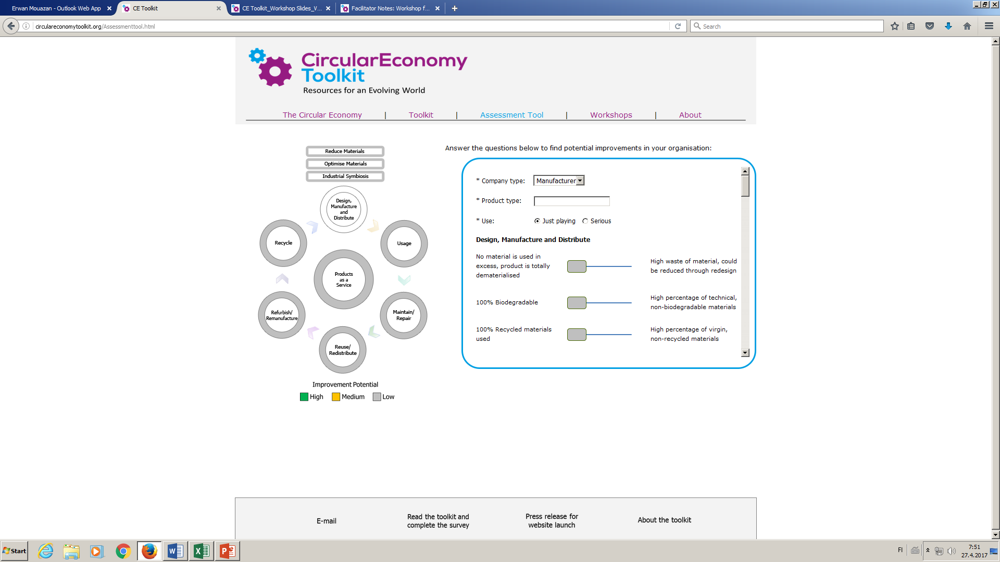 Erwan Mouazan - Outlook Web App
CE Toolkit
CE Toolkit_Workshop Slides_V...
Facilitator Notes: Workshop f...
circulareconomytoolkit.org/Assessmenttool.html
Search
CircularEconomy
Toolkit
Resources for an Evolving World
The Circular Economy
Toolkit
Assessment Tool
Workshops
About
Reduce Materials
Optimise Materials
Industrial Symbiosis
Design,
Manufacture
and
Distribute
Recycle
Usage
Products
as a
Service
Refurbish/
Remanufacture
Maintain/
Repair
Reuse/
Redistribute
Improvement Potential
High
Medium
Low
Answer the questions below to find potential improvements in your organisation:
* Company type:
Manufacturer
* Product type:
* Use:
Just playing
Serious
Design, Manufacture and Distribute
No material is used in
excess, product is totally
dematerialised
High waste of material, could
be reduced through redesign
100% Biodegradable
High percentage of technical,
non-biodegradable materials
100% Recycled materials
used
High percentage of virgin,
non-recycled materials
E-mail
Read the toolkit and
complete the survey
Press release for
website launch
About the toolkit
Start
FI
7:51
27.4.2017